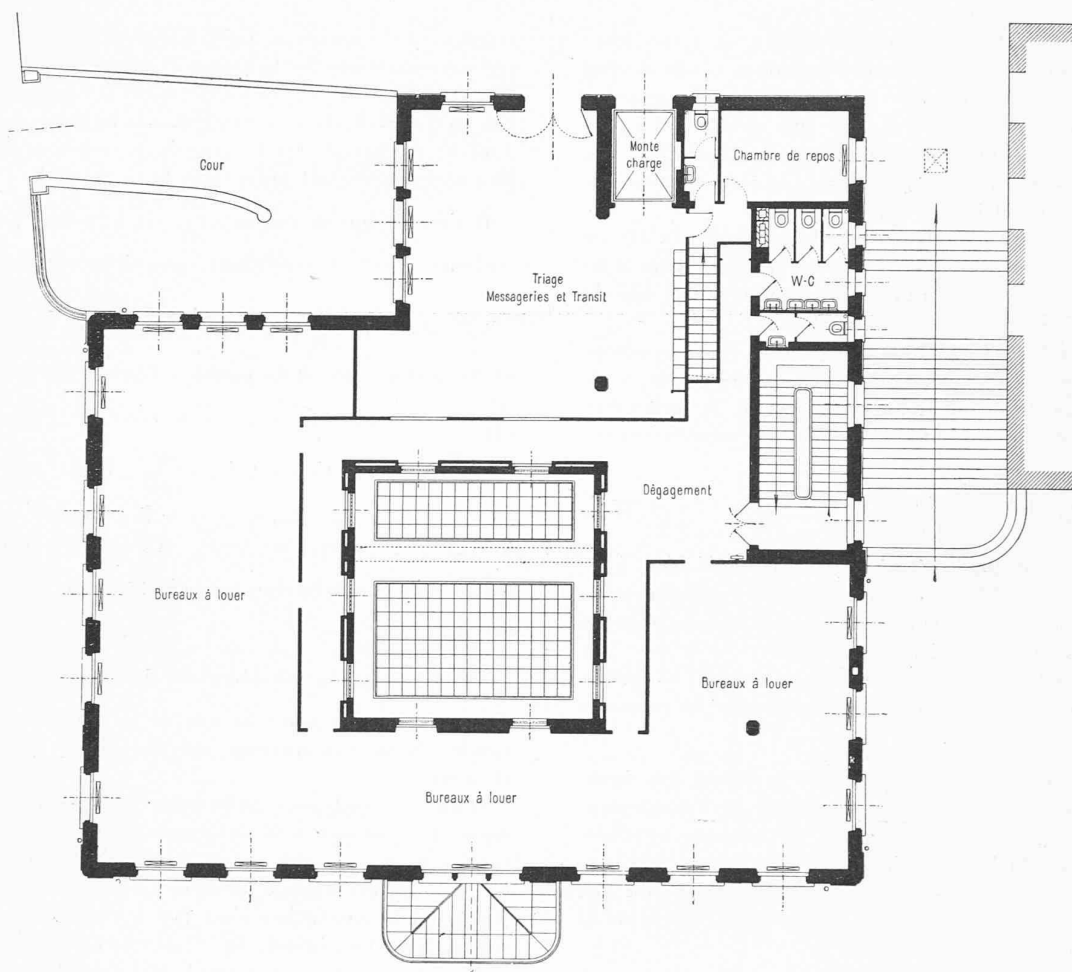 Cour
Monte
charge
Chambre de repos
Triage
Messageries et Transit
W-C
Dégagement
Bureaux à louer
Bureaux à louer
Bureaux à louer